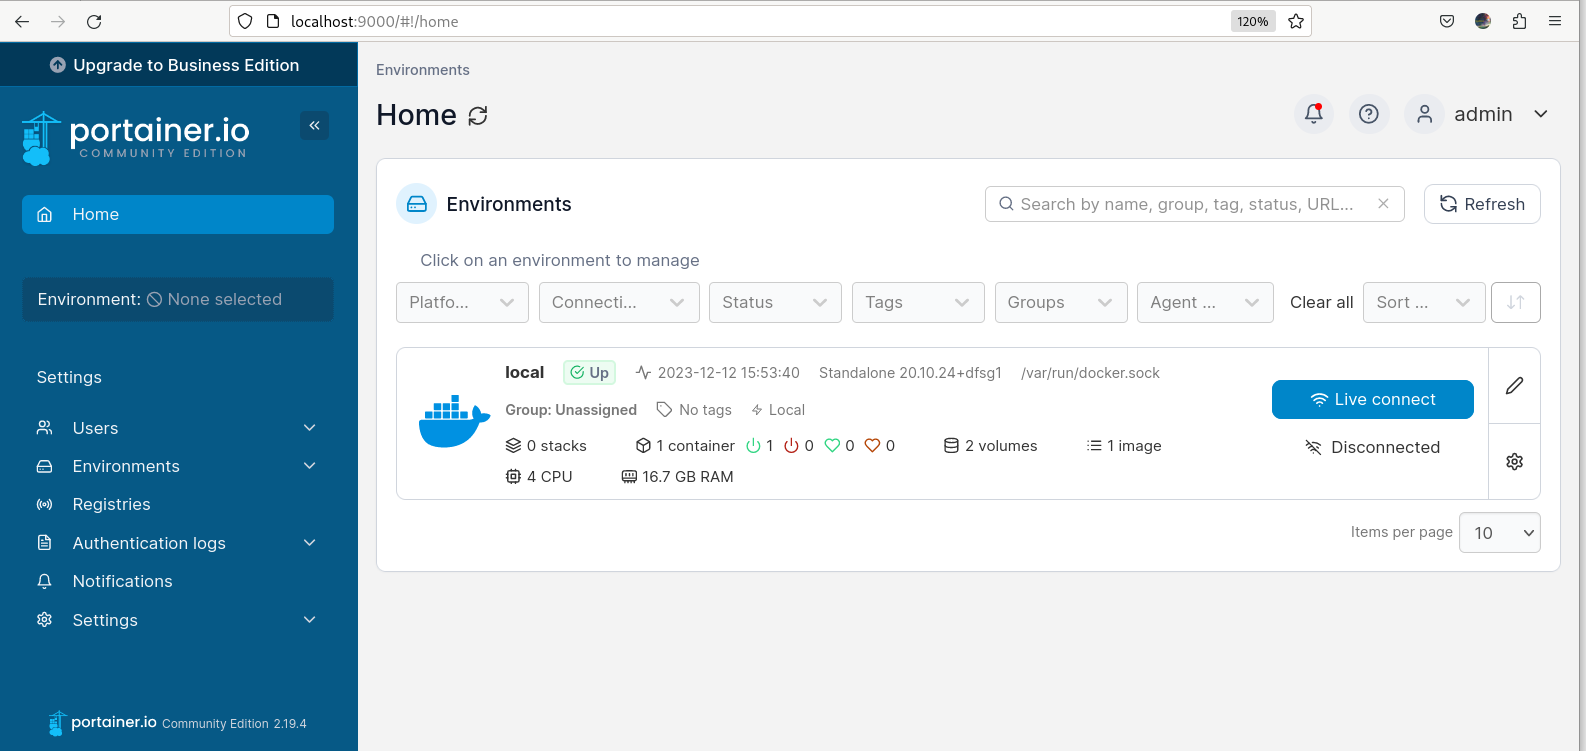 localhost:9000/#!/home
120%
Upgrade to Business Edition
portainer.io
COMMUNITY EDITION
Home
Environment: None selected
Settings
Users
Environments
Registries
Authentication logs
Notifications
Settings
portainer.io Community Edition 2.19.4
Environments
Home
admin
Environments
Search by name, group, tag, status, URL...
Refresh
Click on an environment to manage
Platfo... Connecti... Status Tags Groups Agent ... Clear all Sort ...
local Up 2023-12-12 15:53:40 Standalone 20.10.24+dfsg1 /var/run/docker.sock
Group: Unassigned No tags Local
0 stacks 1 container 1 0 0 0 2 volumes 1 image
4 CPU 16.7 GB RAM
Live connect
Disconnected
Items per page 10